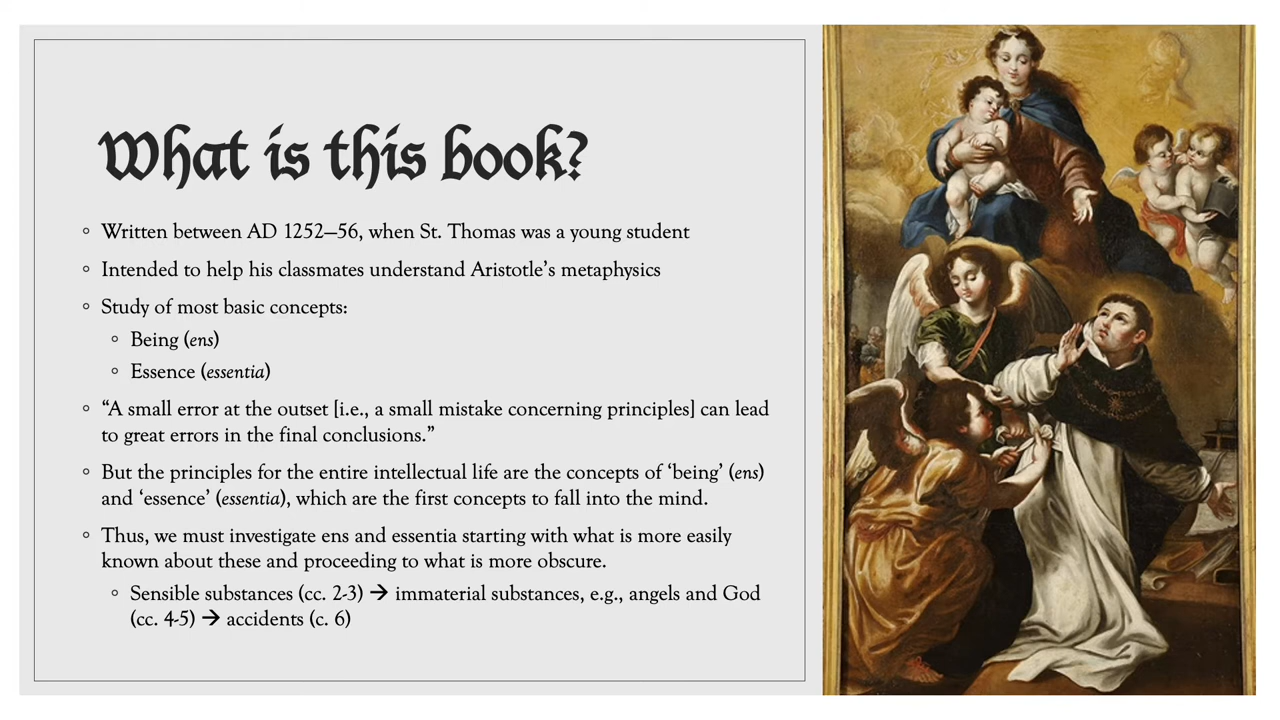 What is this book?
◦ Written between AD 1252–56, when St. Thomas was a young student
◦ Intended to help his classmates understand Aristotle’s metaphysics
◦ Study of most basic concepts:
◦ Being (ens)
◦ Essence (essentia)
◦ “A small error at the outset [i.e., a small mistake concerning principles] can lead
to great errors in the final conclusions.”
◦ But the principles for the entire intellectual life are the concepts of ‘being’ (ens)
and ‘essence’ (essentia), which are the first concepts to fall into the mind.
◦ Thus, we must investigate ens and essentia starting with what is more easily
known about these and proceeding to what is more obscure.
◦ Sensible substances (cc. 2-3) → immaterial substances, e.g., angels and God
(cc. 4-5) → accidents (c. 6)